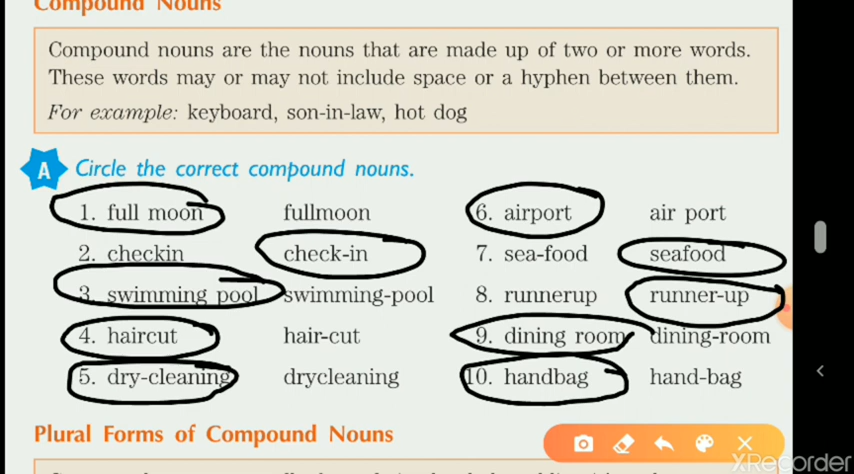 Compound Nouns
Compound nouns are the nouns that are made up of two or more words.
These words may or may not include space or a hyphen between them.
For example: keyboard, son-in-law, hot dog
A Circle the correct compound nouns.
1. full moon fullmoon 6. airport air port
2. checkin check-in 7. sea-food seafood
3. swimming pool swimming-pool 8. runnerup runner-up
4. haircut hair-cut 9. dining room dining-room
5. dry-cleaning drycleaning 10. handbag hand-bag
Plural Forms of Compound Nouns
XRecorder